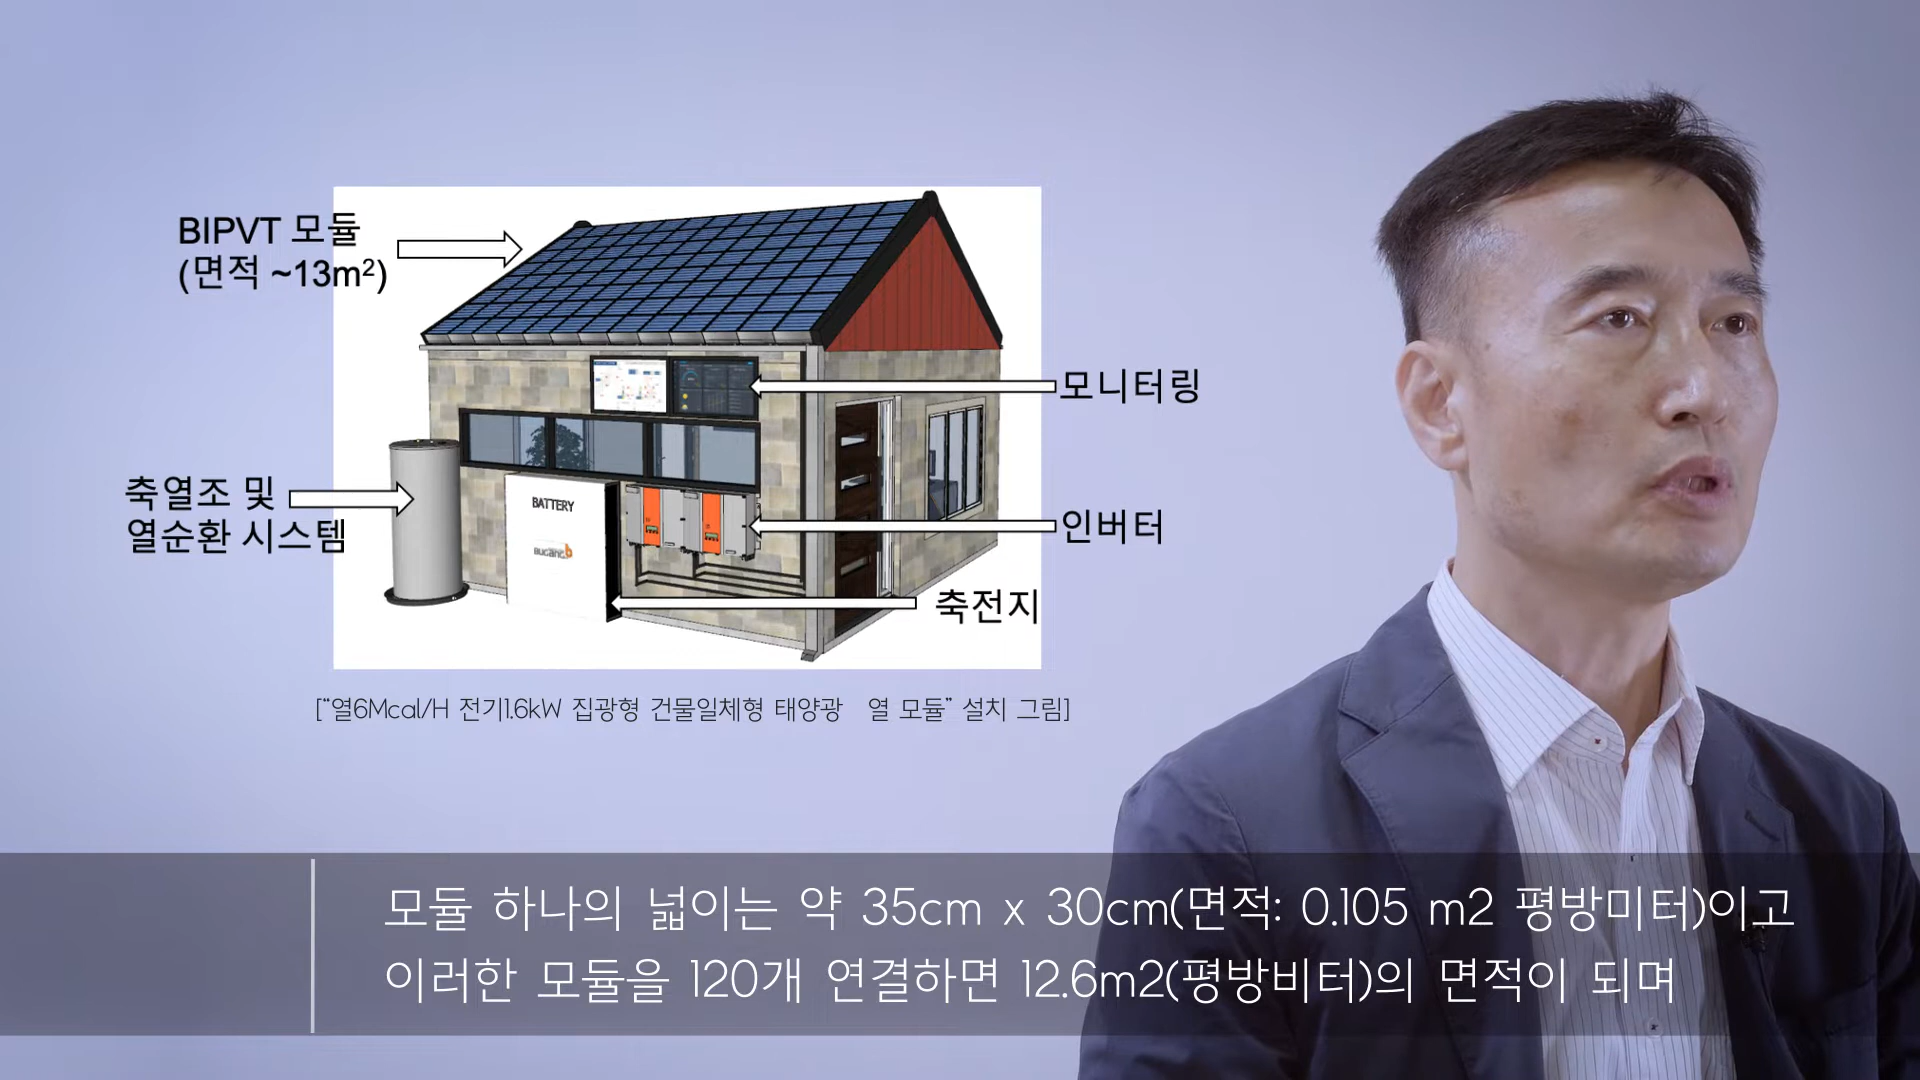 BIPVT 모듈
(면적 ~13m²)
모니터링
축열조 및
열순환 시스템
BATTERY
인버터
축전지
["열6Mcal/H 전기1.6kW 집광형 건물일체형 태양광 열 모듈" 설치 그림]
모듈 하나의 넓이는 약 35cm x 30cm(면적: 0.105 m2 평방미터)이고
이러한 모듈을 120개 연결하면 12.6m2(평방비터)의 면적이 되며